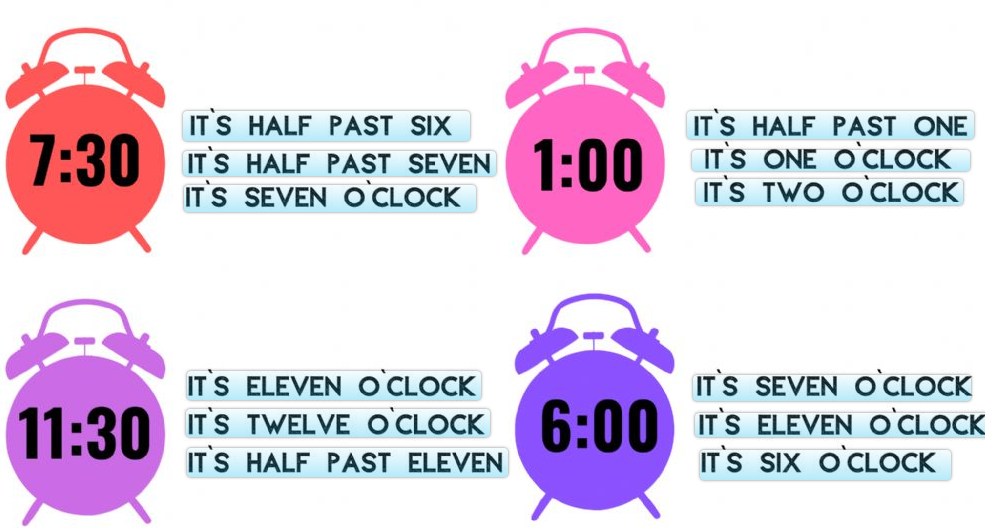 7:30
IT`S HALF PAST SIX
IT`S HALF PAST SEVEN
IT`S SEVEN O`CLOCK
1:00
IT`S HALF PAST ONE
IT`S ONE O`CLOCK
IT`S TWO O`CLOCK
11:30
IT`S ELEVEN O`CLOCK
IT`S TWELVE O`CLOCK
IT`S HALF PAST ELEVEN
6:00
IT`S SEVEN O`CLOCK
IT`S ELEVEN O`CLOCK
IT`S SIX O`CLOCK